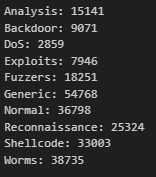 Analysis: 15141
Backdoor: 9071
DoS: 2859
Exploits: 7946
Fuzzers: 18251
Generic: 54768
Normal: 36798
Reconnaissance: 25324
Shellcode: 33003
Worms: 38735